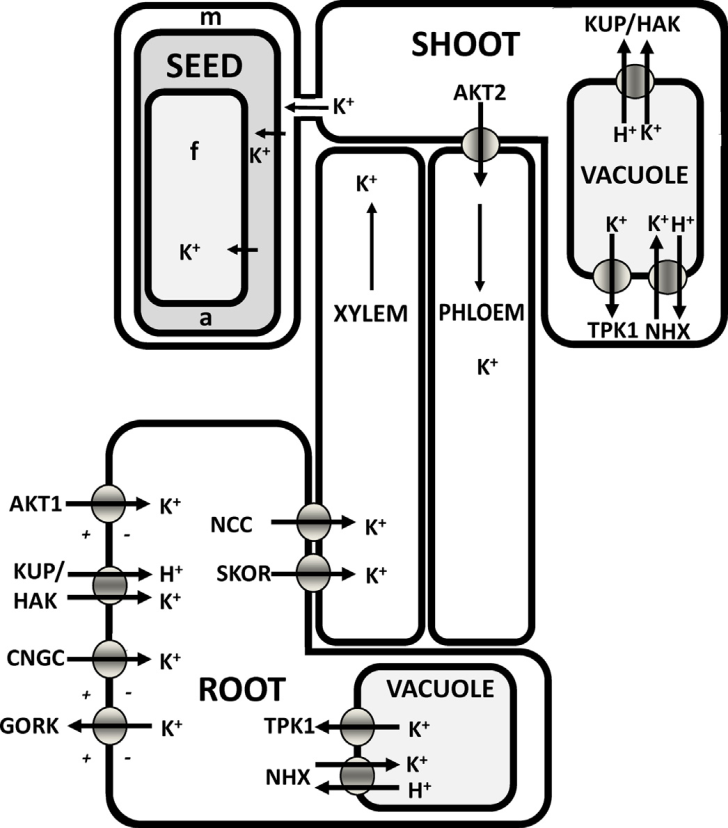 m
SEED
f
K⁺
K⁺
a
K⁺
SHOOT
AKT2
KUP/HAK
H⁺ K⁺
VACUOLE
K⁺
K⁺ H⁺
TPK1 NHX
K⁺
XYLEM
PHLOEM
K⁺
AKT1
K⁺
+ -
KUP/
HAK
H⁺
K⁺
CNGC
K⁺
+ -
GORK
K⁺
+ -
NCC
K⁺
SKOR
K⁺
ROOT
VACUOLE
TPK1
K⁺
NHX
K⁺
H⁺